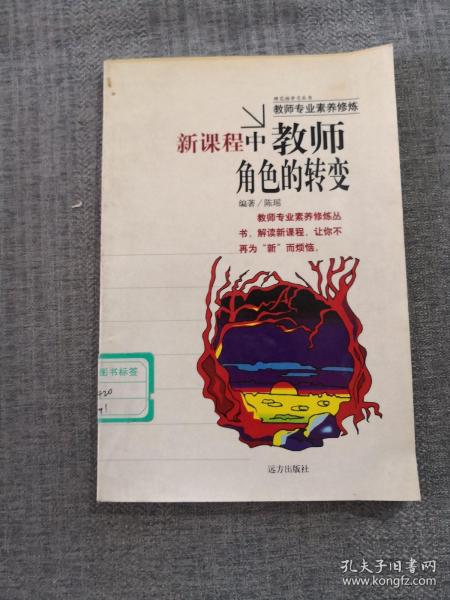 教师专业素养修炼
新课程中教师
角色的转变
编著／陈瑶
教师专业素养修炼丛
书，解读新课程，让你不
再为“新”而烦恼。
图书标签
420
远方出版社
孔夫子旧书网
www.kongfz.com